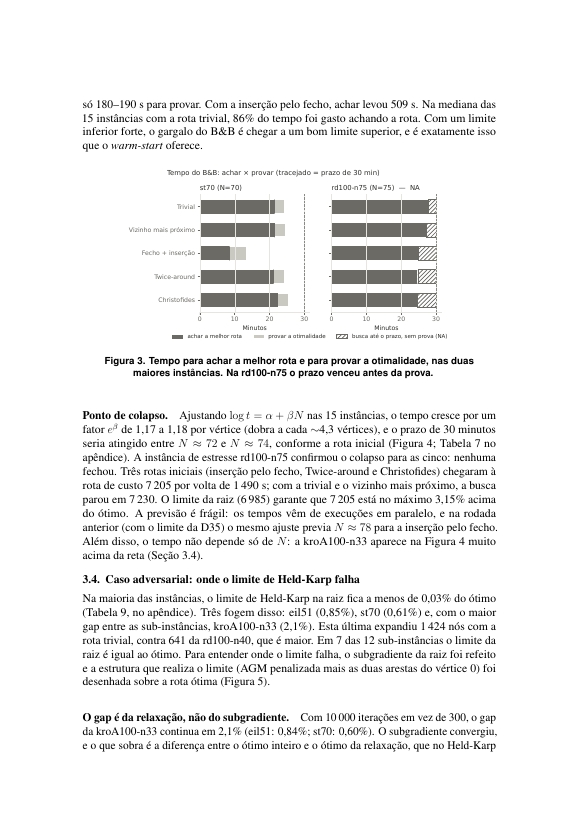 só 180–190 s para provar. Com a inserção pelo fecho, achar levou 509 s. Na mediana das
15 instâncias com a rota trivial, 86% do tempo foi gasto achando a rota. Com um limite
inferior forte, o gargalo do B&B é chegar a um bom limite superior, e é exatamente isso
que o warm-start oferece.
Tempo do B&B: achar × provar (tracejado = prazo de 30 min)
st70 (N=70)
rd100-n75 (N=75) — NA
Trivial
Vizinho mais próximo
Fecho + inserção
Twice-around
Christofides
0 10 20 30
0 10 20 30
Minutos
Minutos
achar a melhor rota
provar a otimalidade
busca até o prazo, sem prova (NA)
Figura 3. Tempo para achar a melhor rota e para provar a otimalidade, nas duas
maiores instâncias. Na rd100-n75 o prazo venceu antes da prova.
Ponto de colapso. Ajustando log t = α + βN nas 15 instâncias, o tempo cresce por um
fator e^β de 1,17 a 1,18 por vértice (dobra a cada ∼4,3 vértices), e o prazo de 30 minutos
seria atingido entre N ≈ 72 e N ≈ 74, conforme a rota inicial (Figura 4; Tabela 7 no
apêndice). A instância de estresse rd100-n75 confirmou o colapso para as cinco: nenhuma
fechou. Três rotas iniciais (inserção pelo fecho, Twice-around e Christofides) chegaram à
rota de custo 7 205 por volta de 1 490 s; com a trivial e o vizinho mais próximo, a busca
parou em 7 230. O limite da raiz (6 985) garante que 7 205 está no máximo 3,15% acima
do ótimo. A previsão é frágil: os tempos vêm de execuções em paralelo, e na rodada
anterior (com o limite da D35) o mesmo ajuste previa N ≈ 78 para a inserção pelo fecho.
Além disso, o tempo não depende só de N: a kroA100-n33 aparece na Figura 4 muito
acima da reta (Seção 3.4).
3.4. Caso adversarial: onde o limite de Held-Karp falha
Na maioria das instâncias, o limite de Held-Karp na raiz fica a menos de 0,03% do ótimo
(Tabela 9, no apêndice). Três fogem disso: eil51 (0,85%), st70 (0,61%) e, com o maior
gap entre as sub-instâncias, kroA100-n33 (2,1%). Esta última expandiu 1 424 nós com a
rota trivial, contra 641 da rd100-n40, que é maior. Em 7 das 12 sub-instâncias o limite da
raiz é igual ao ótimo. Para entender onde o limite falha, o subgradiente da raiz foi refeito
e a estrutura que realiza o limite (AGM penalizada mais as duas arestas do vértice 0) foi
desenhada sobre a rota ótima (Figura 5).
O gap é da relaxação, não do subgradiente. Com 10 000 iterações em vez de 300, o gap
da kroA100-n33 continua em 2,1% (eil51: 0,84%; st70: 0,60%). O subgradiente convergiu,
e o que sobra é a diferença entre o ótimo inteiro e o ótimo da relaxação, que no Held-Karp